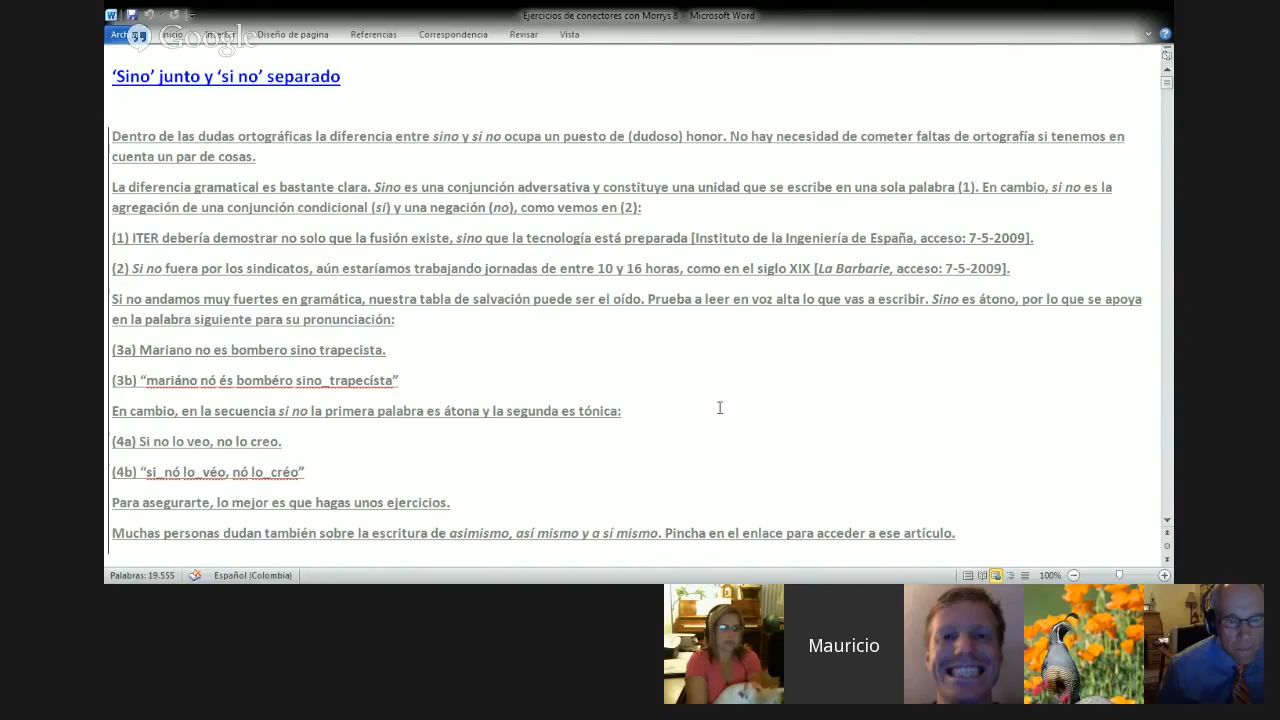 Ejercicios de conectores con Morrys 8 - Microsoft Word
Google
Diseño de pagina Referencias Correspondencia Revisar Vista
'Sino' junto y 'si no' separado
Dentro de las dudas ortográficas la diferencia entre sino y si no ocupa un puesto de (dudoso) honor. No hay necesidad de cometer faltas de ortografía si tenemos en
cuenta un par de cosas.
La diferencia gramatical es bastante clara. Sino es una conjunción adversativa y constituye una unidad que se escribe en una sola palabra (1). En cambio, si no es la
agregación de una conjunción condicional (si) y una negación (no), como vemos en (2):
(1) ITER debería demostrar no solo que la fusión existe, sino que la tecnología está preparada [Instituto de la Ingeniería de España, acceso: 7-5-2009].
(2) Si no fuera por los sindicatos, aún estaríamos trabajando jornadas de entre 10 y 16 horas, como en el siglo XIX [La Barbarie, acceso: 7-5-2009].
Si no andamos muy fuertes en gramática, nuestra tabla de salvación puede ser el oído. Prueba a leer en voz alta lo que vas a escribir. Sino es átono, por lo que se apoya
en la palabra siguiente para su pronunciación:
(3a) Mariano no es bombero sino trapecista.
(3b) “mariáno nó és bombéro sino_trapecísta”
En cambio, en la secuencia si no la primera palabra es átona y la segunda es tónica:
(4a) Si no lo veo, no lo creo.
(4b) “si_nó lo_véo, nó lo_créo”
Para asegurarte, lo mejor es que hagas unos ejercicios.
Muchas personas dudan también sobre la escritura de asimismo, así mismo y a sí mismo. Pincha en el enlace para acceder a ese artículo.
Palabras: 19.555 Español (Colombia) 100%
Mauricio